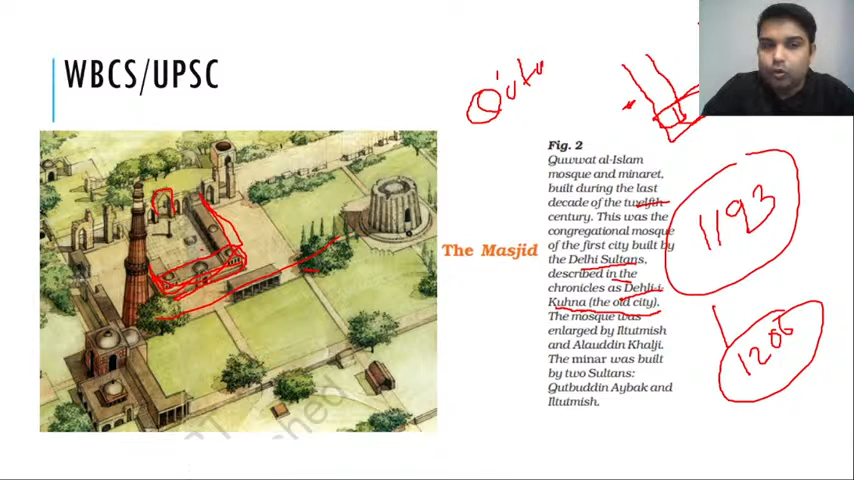 WBCS/UPSC
Qutu
Fig. 2
Quwwat al-Islam
mosque and minaret,
built during the last
decade of the twelfth
century. This was the
congregational mosque
of the first city built by
the Delhi Sultans,
described in the
chronicles as Dehli-i
Kuhna (the old city).
The mosque was
enlarged by Iltutmish
and Alauddin Khalji.
The minar was built
by two Sultans:
Qutbuddin Aybak and
Iltutmish.
The Masjid
1193
1206